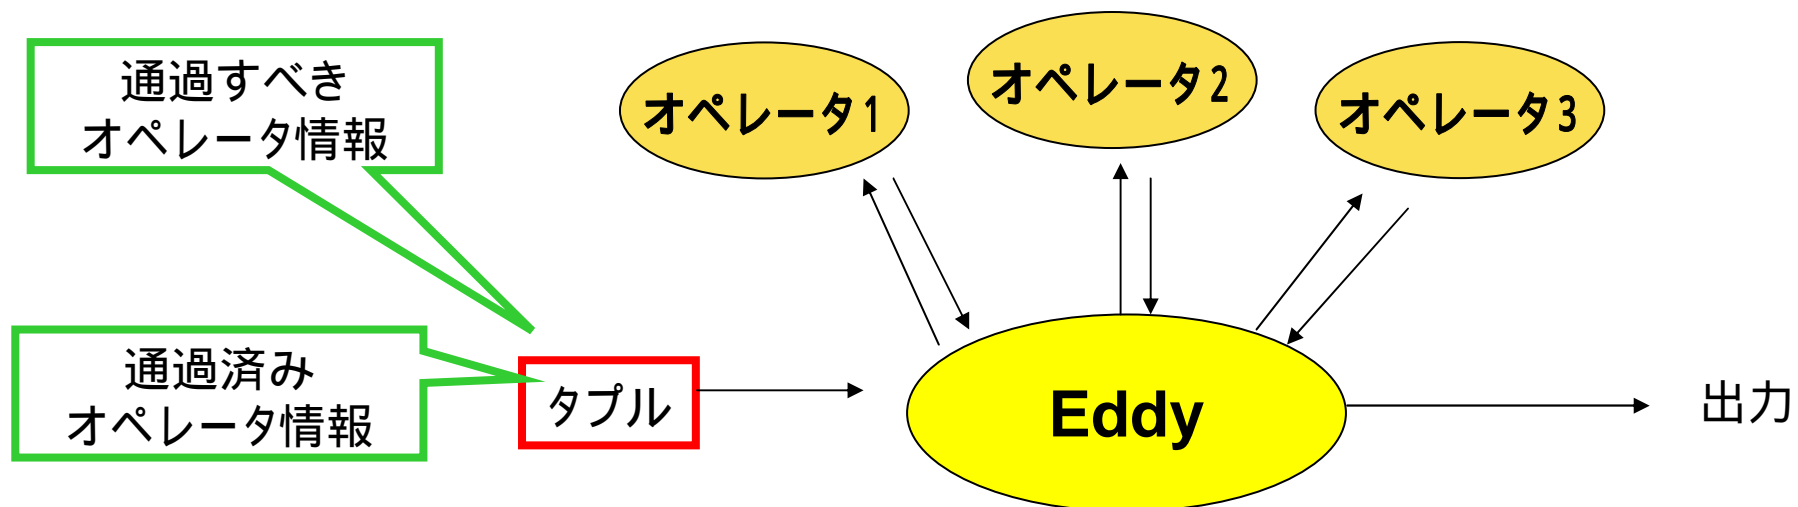 通過すべき
オペレータ情報
オペレータ1
オペレータ2
オペレータ3
通過済み
オペレータ情報
タプル
Eddy
出力